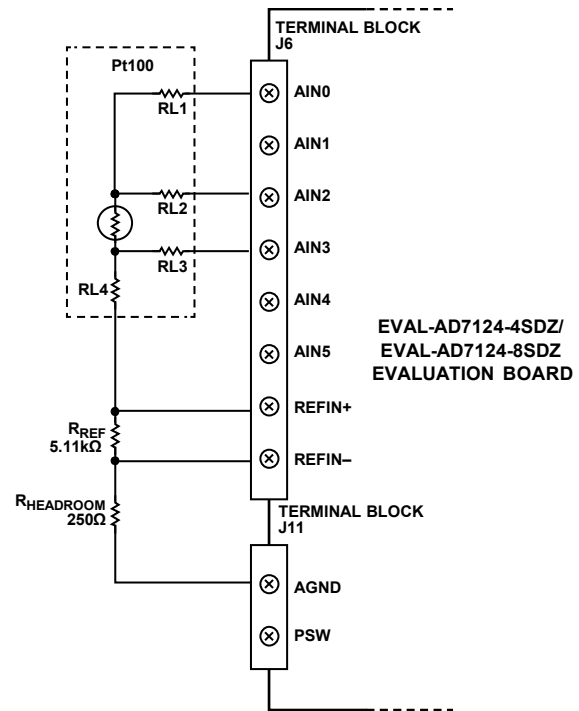 TERMINAL BLOCK
J6
Pt100
RL1
AIN0
AIN1
RL2
AIN2
RL3
AIN3
RL4
AIN4
AIN5
EVAL-AD7124-4SDZ/
EVAL-AD7124-8SDZ
EVALUATION BOARD
REFIN+
RREF
5.11kΩ
REFIN–
RHEADROOM
250Ω
TERMINAL BLOCK
J11
AGND
PSW